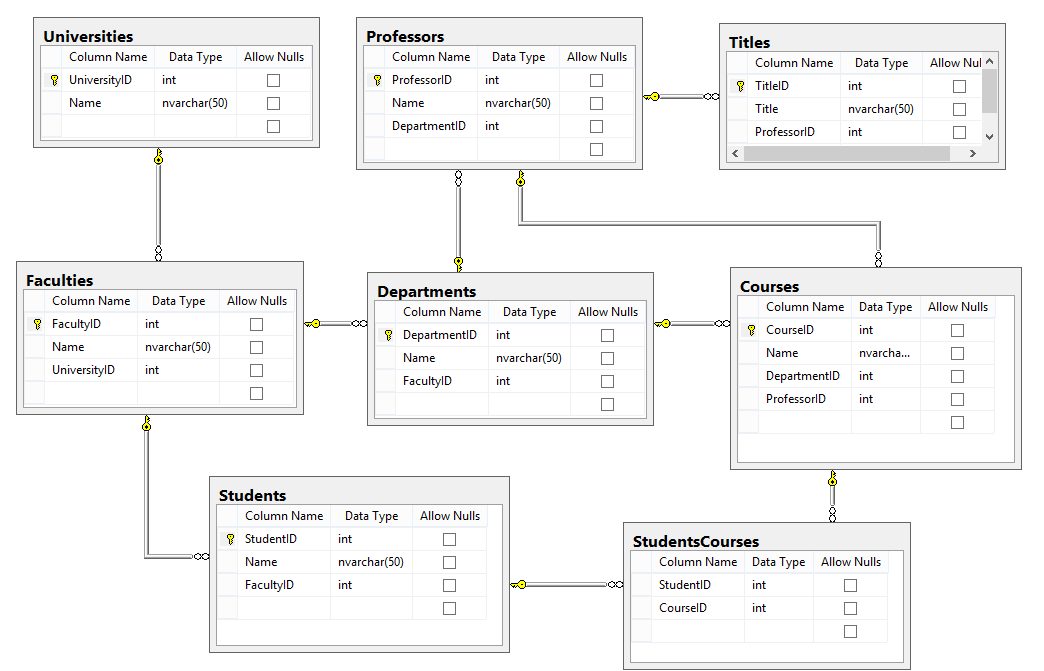 Universities
Column Name Data Type Allow Nulls
UniversityID int
Name nvarchar(50)
Professors
Column Name Data Type Allow Nulls
ProfessorID int
Name nvarchar(50)
DepartmentID int
Titles
Column Name Data Type Allow Nul
TitleID int
Title nvarchar(50)
ProfessorID int
Faculties
Column Name Data Type Allow Nulls
FacultyID int
Name nvarchar(50)
UniversityID int
Departments
Column Name Data Type Allow Nulls
DepartmentID int
Name nvarchar(50)
FacultyID int
Courses
Column Name Data Type Allow Nulls
CourseID int
Name nvarcha...
DepartmentID int
ProfessorID int
Students
Column Name Data Type Allow Nulls
StudentID int
Name nvarchar(50)
FacultyID int
StudentsCourses
Column Name Data Type Allow Nulls
StudentID int
CourseID int